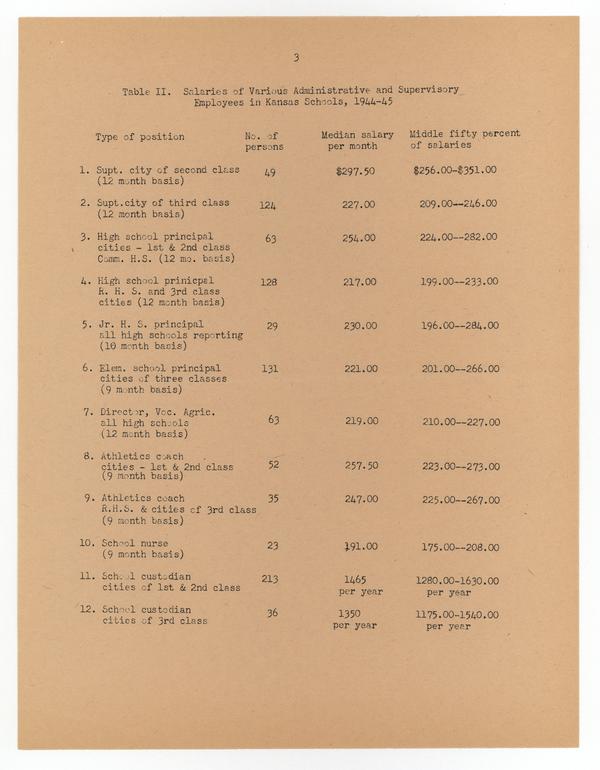 3
Table II. Salaries of Various Administrative and Supervisory
Employees in Kansas Schools, 1944-45
Type of position No. of persons Median salary per month Middle fifty percent of salaries
1. Supt. city of second class 49 $297.50 $256.00-$351.00
(12 month basis)
2. Supt.city of third class 124 227.00 209.00--246.00
(12 month basis)
3. High school principal 63 254.00 224.00--282.00
cities - 1st & 2nd class
Comm. H.S. (12 mo. basis)
4. High school prinicpal 128 217.00 199.00--233.00
R. H. S. and 3rd class
cities (12 month basis)
5. Jr. H. S. principal 29 230.00 196.00--284.00
all high schools reporting
(10 month basis)
6. Elem. school principal 131 221.00 201.00--266.00
cities of three classes
(9 month basis)
7. Director, Voc. Agric. 63 219.00 210.00--227.00
all high schools
(12 month basis)
8. Athletics coach 52 257.50 223.00--273.00
cities - 1st & 2nd class
(9 month basis)
9. Athletics coach 35 247.00 225.00--267.00
R.H.S. & cities of 3rd class
(9 month basis)
10. School nurse 23 191.00 175.00--208.00
(9 month basis)
11. School custodian 213 1465 1280.00-1630.00
cities of 1st & 2nd class per year per year
12. School custodian 36 1350 1175.00-1540.00
cities of 3rd class per year per year